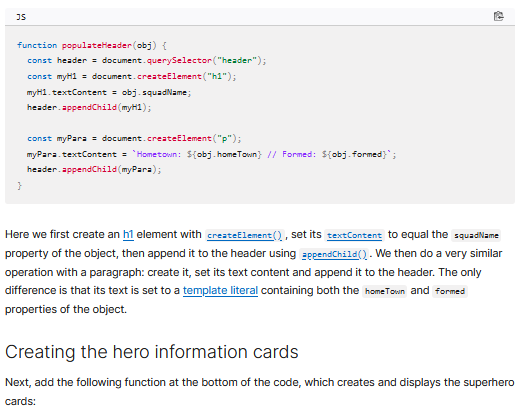 JS
function populateHeader(obj) {
const header = document.querySelector("header");
const myH1 = document.createElement("h1");
myH1.textContent = obj.squadName;
header.appendChild(myH1);
const myPara = document.createElement("p");
myPara.textContent = `Hometown: ${obj.homeTown} // Formed: ${obj.formed}`;
header.appendChild(myPara);
}
Here we first create an h1 element with createElement(), set its textContent to equal the squadName
property of the object, then append it to the header using appendChild(). We then do a very similar
operation with a paragraph: create it, set its text content and append it to the header. The only
difference is that its text is set to a template literal containing both the homeTown and formed
properties of the object.
Creating the hero information cards
Next, add the following function at the bottom of the code, which creates and displays the superhero
cards: